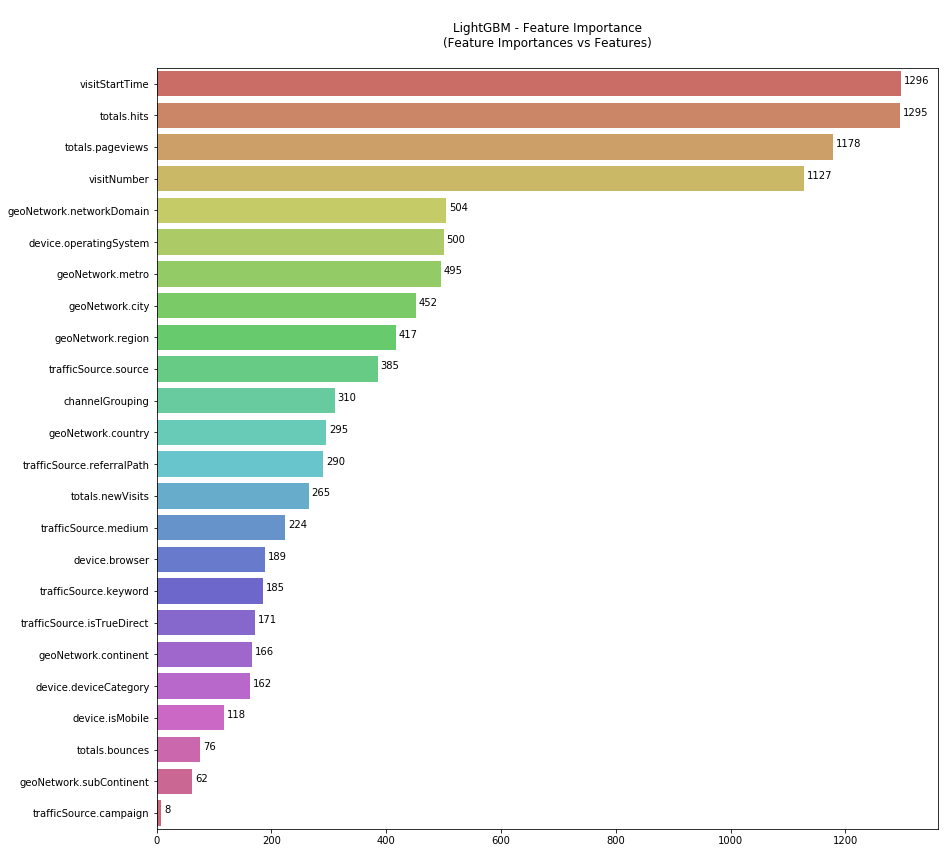 LightGBM - Feature Importance
(Feature Importances vs Features)
visitStartTime 1296
totals.hits 1295
totals.pageviews 1178
visitNumber 1127
geoNetwork.networkDomain 504
device.operatingSystem 500
geoNetwork.metro 495
geoNetwork.city 452
geoNetwork.region 417
trafficSource.source 385
channelGrouping 310
geoNetwork.country 295
trafficSource.referralPath 290
totals.newVisits 265
trafficSource.medium 224
device.browser 189
trafficSource.keyword 185
trafficSource.isTrueDirect 171
geoNetwork.continent 166
device.deviceCategory 162
device.isMobile 118
totals.bounces 76
geoNetwork.subContinent 62
trafficSource.campaign 8
0 200 400 600 800 1000 1200